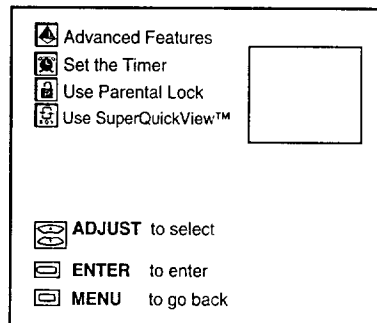 Advanced Features
Set the Timer
Use Parental Lock
Use SuperQuickView™
ADJUST to select
ENTER to enter
MENU to go back